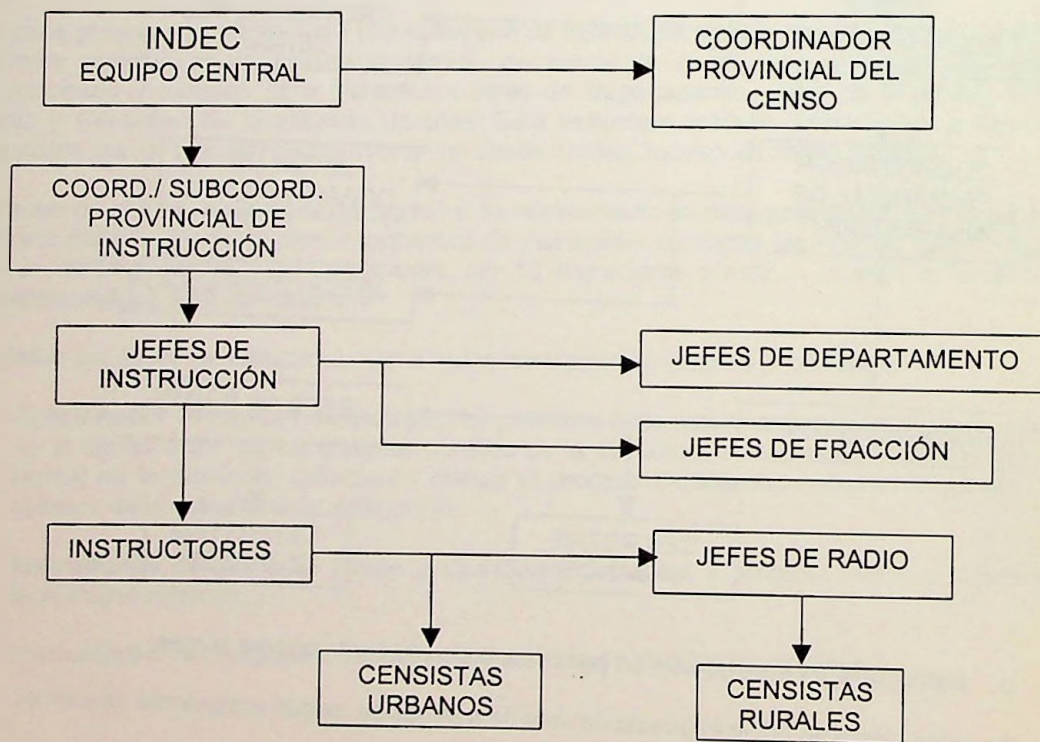 INDEC
EQUIPO CENTRAL
COORDINADOR
PROVINCIAL DEL
CENSO
COORD./ SUBCOORD.
PROVINCIAL DE
INSTRUCCIÓN
JEFES DE
INSTRUCCIÓN
JEFES DE DEPARTAMENTO
JEFES DE FRACCIÓN
INSTRUCTORES
JEFES DE RADIO
CENSISTAS
URBANOS
CENSISTAS
RURALES